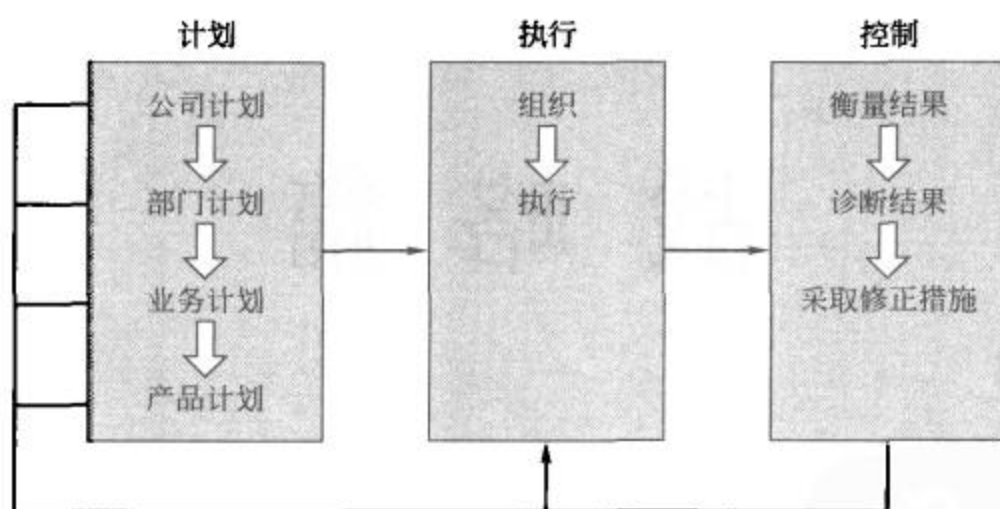 计划
公司计划
部门计划
业务计划
产品计划
执行
组织
执行
控制
衡量结果
诊断结果
采取修正措施